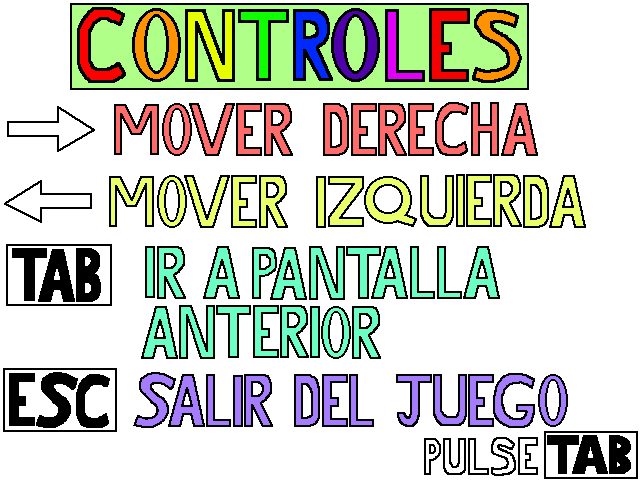 CONTROLES
MOVER DERECHA
MOVER IZQUIERDA
TAB IR A PANTALLA
ANTERIOR
ESC SALIR DEL JUEGO
PULSE TAB